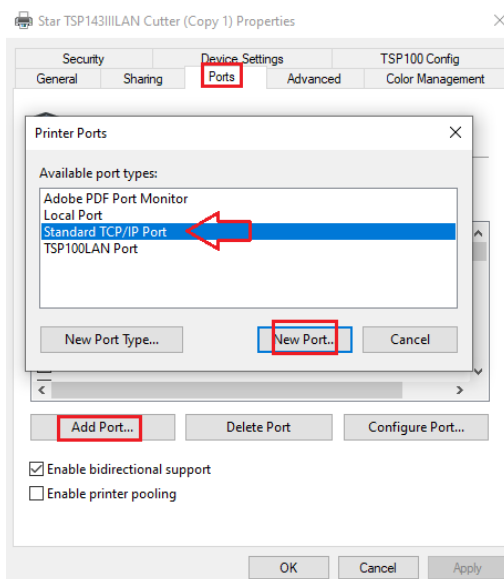 Star TSP143IIILAN Cutter (Copy 1) Properties
Security Device Settings TSP100 Config
General Sharing Ports Advanced Color Management
Printer Ports
Available port types:
Adobe PDF Port Monitor
Local Port
Standard TCP/IP Port
TSP100LAN Port
New Port Type... New Port... Cancel
Add Port... Delete Port Configure Port...
Enable bidirectional support
Enable printer pooling
OK Cancel Apply